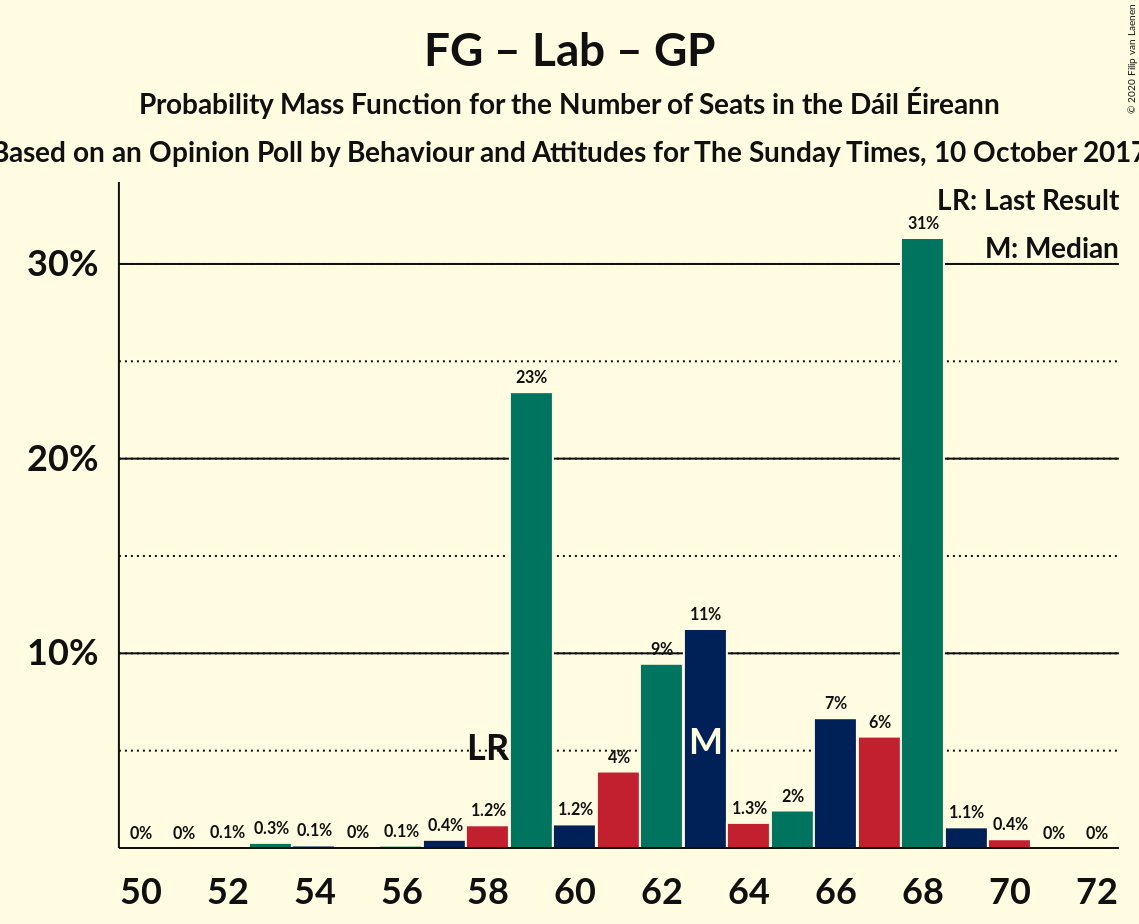 FG – Lab – GP
Probability Mass Function for the Number of Seats in the Dáil Éireann
Based on an Opinion Poll by Behaviour and Attitudes for The Sunday Times, 10 October 2017
© 2020 Filip van Laenen
LR: Last Result
M: Median
30%
20%
10%
0% 0% 0.1% 0.3% 0.1% 0% 0.1% 0.4% 1.2% 23% 1.2% 4% 9% 11% 1.3% 2% 7% 6% 31% 1.1% 0.4% 0% 0%
LR
M
50 52 54 56 58 60 62 64 66 68 70 72